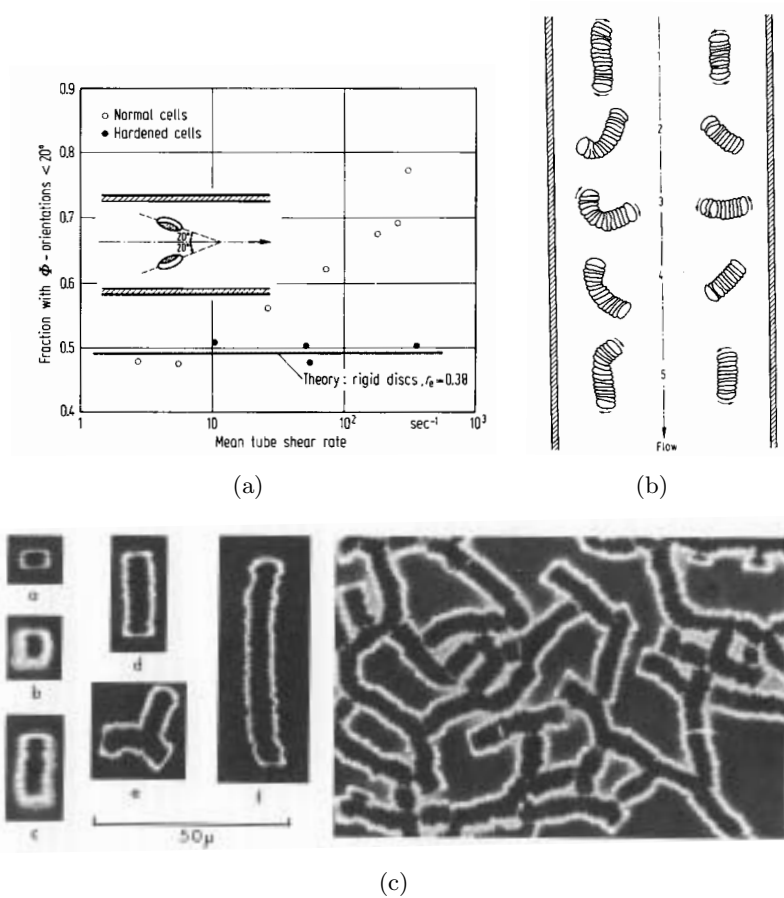 0.9
0.8
0.7
0.6
0.5
0.4
Fraction with Φ - orientations < 20°
○ Normal cells
● Hardened cells
20°
20°
Theory: rigid discs, rₑ=0.38
1
10
10²
sec⁻¹
10³
Mean tube shear rate
(a)
2
3
4
5
Flow
(b)
a
b
c
d
e
f
50μ
(c)